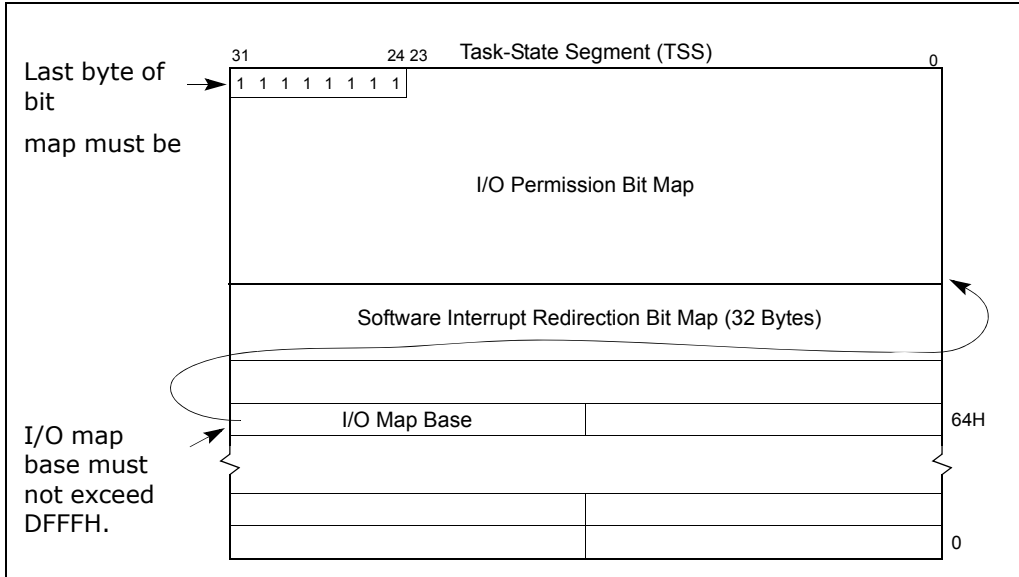 31 24 23 Task-State Segment (TSS) 0
Last byte of
bit
map must be
1 1 1 1 1 1 1 1
I/O Permission Bit Map
Software Interrupt Redirection Bit Map (32 Bytes)
I/O Map Base 64H
I/O map
base must
not exceed
DFFFH.
0